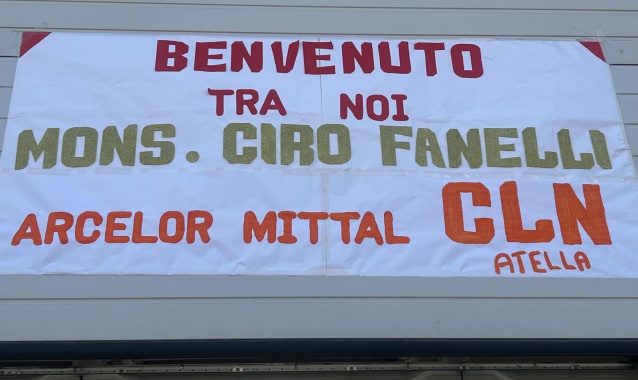 BENVENUTO
TRA NOI
MONS. CIRO FANELLI
ARCELOR MITTAL CLN
ATELLA